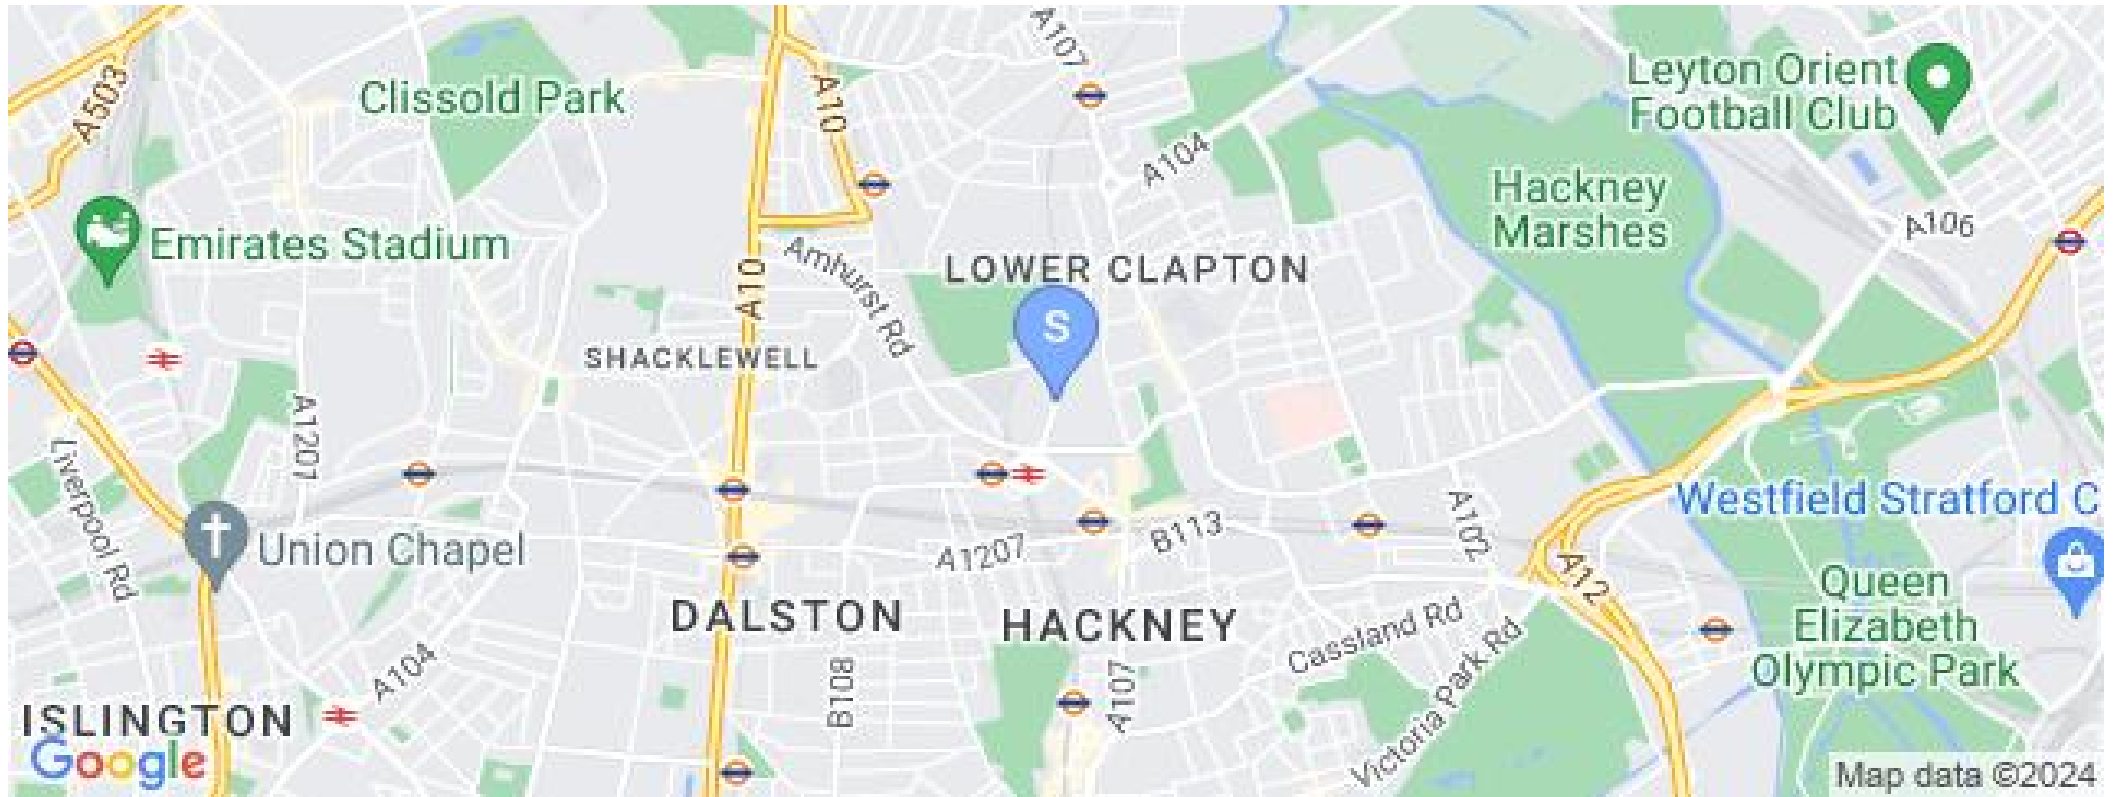 A107
Leyton Orient
Football Club
A503
Clissold Park
A10
A104
Hackney
Marshes
A106
Emirates Stadium
Amhurst Rd
LOWER CLAPTON
A10
S
SHACKLEWELL
A1201
Liverpool Rd
Westfield Stratford C
A102
Union Chapel
A1207
B113
A12
Queen
Elizabeth
Olympic Park
DALSTON
HACKNEY
Cassland Rd
Victoria Park Rd
A104
B108
A107
ISLINGTON
Google
Map data ©2024